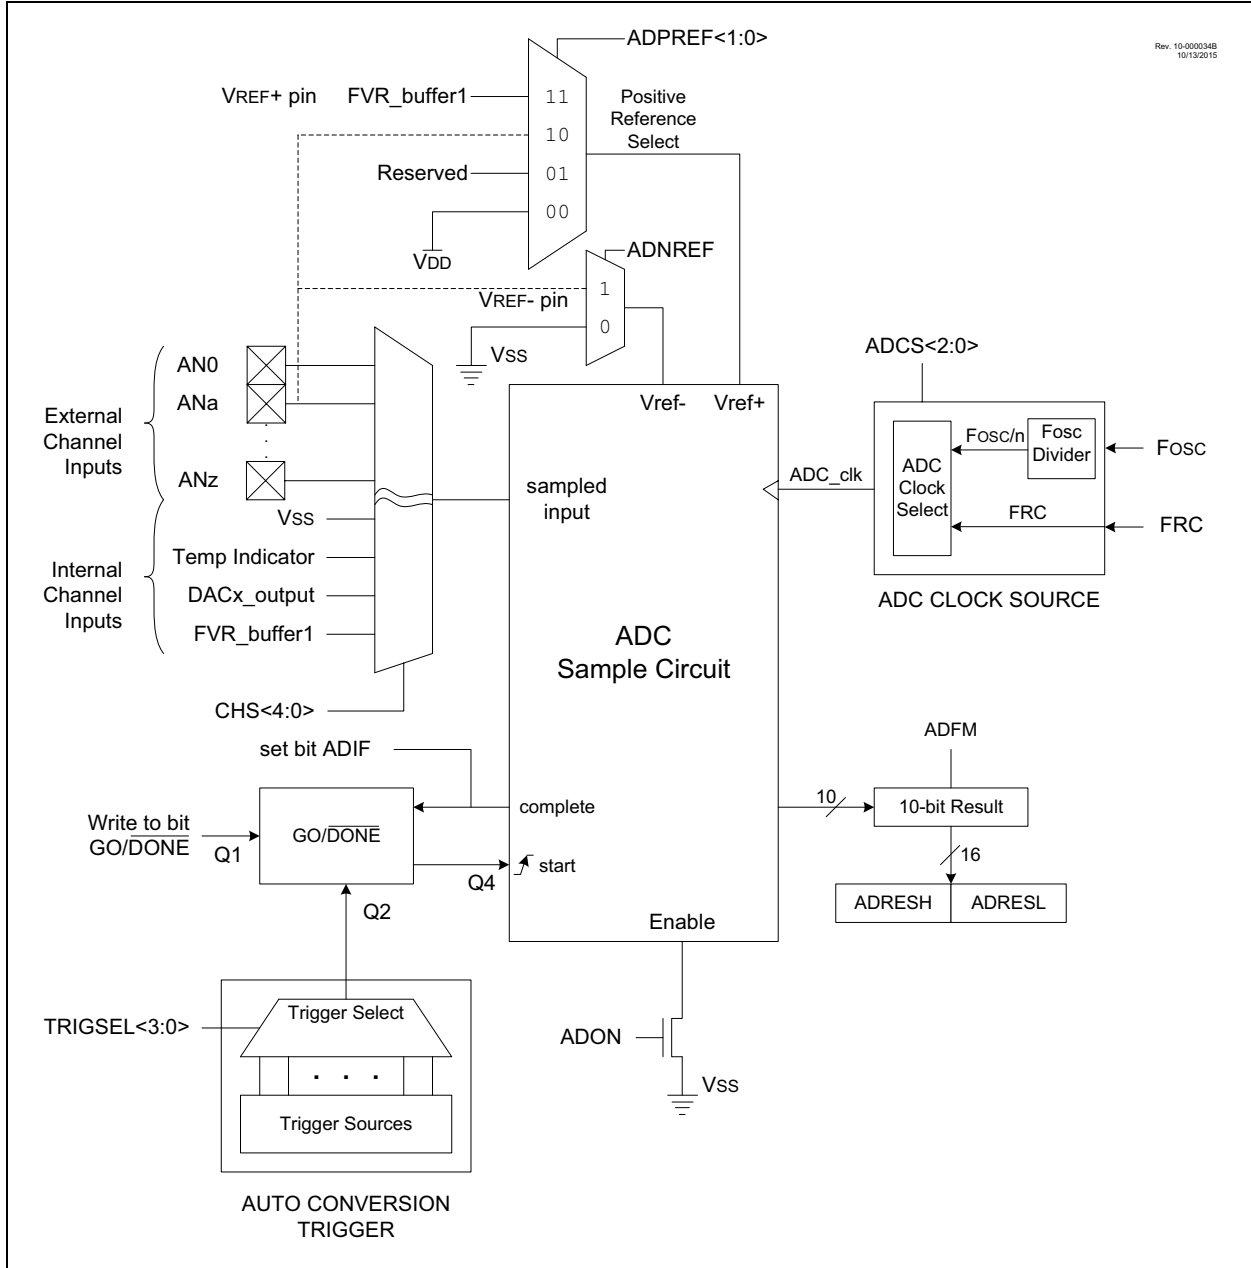 ADPREF<1:0>
Rev. 10-000034B
10/13/2015
VREF+ pin
FVR_buffer1
11
Positive
Reference
Select
10
Reserved
01
00
VDD
ADNREF
VREF- pin
1
0
VSS
ADCS<2:0>
External
Channel
Inputs
AN0
ANa
.
.
.
ANz
VSS
Internal
Channel
Inputs
Temp Indicator
DACx_output
FVR_buffer1
CHS<4:0>
Vref-
Vref+
sampled
input
ADC_clk
ADC
Clock
Select
FOSC/n
Fosc
Divider
FOSC
FRC
FRC
ADC CLOCK SOURCE
ADC
Sample Circuit
set bit ADIF
complete
Write to bit
GO/DONE
Q1
GO/DONE
Q4
start
Q2
Enable
ADFM
10
10-bit Result
16
ADRESH
ADRESL
TRIGSEL<3:0>
Trigger Select
. . .
Trigger Sources
AUTO CONVERSION
TRIGGER
ADON
VSS